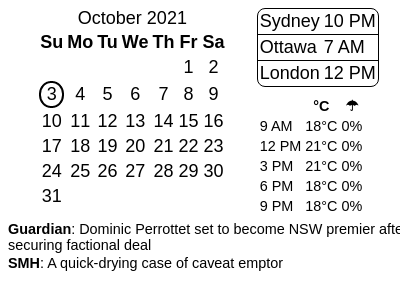 October 2021
Su Mo Tu We Th Fr Sa
1 2
3 4 5 6 7 8 9
10 11 12 13 14 15 16
17 18 19 20 21 22 23
24 25 26 27 28 29 30
31
Sydney 10 PM
Ottawa 7 AM
London 12 PM
°C ☂
9 AM 18°C 0%
12 PM 21°C 0%
3 PM 21°C 0%
6 PM 18°C 0%
9 PM 18°C 0%
Guardian: Dominic Perrottet set to become NSW premier afte
securing factional deal
SMH: A quick-drying case of caveat emptor